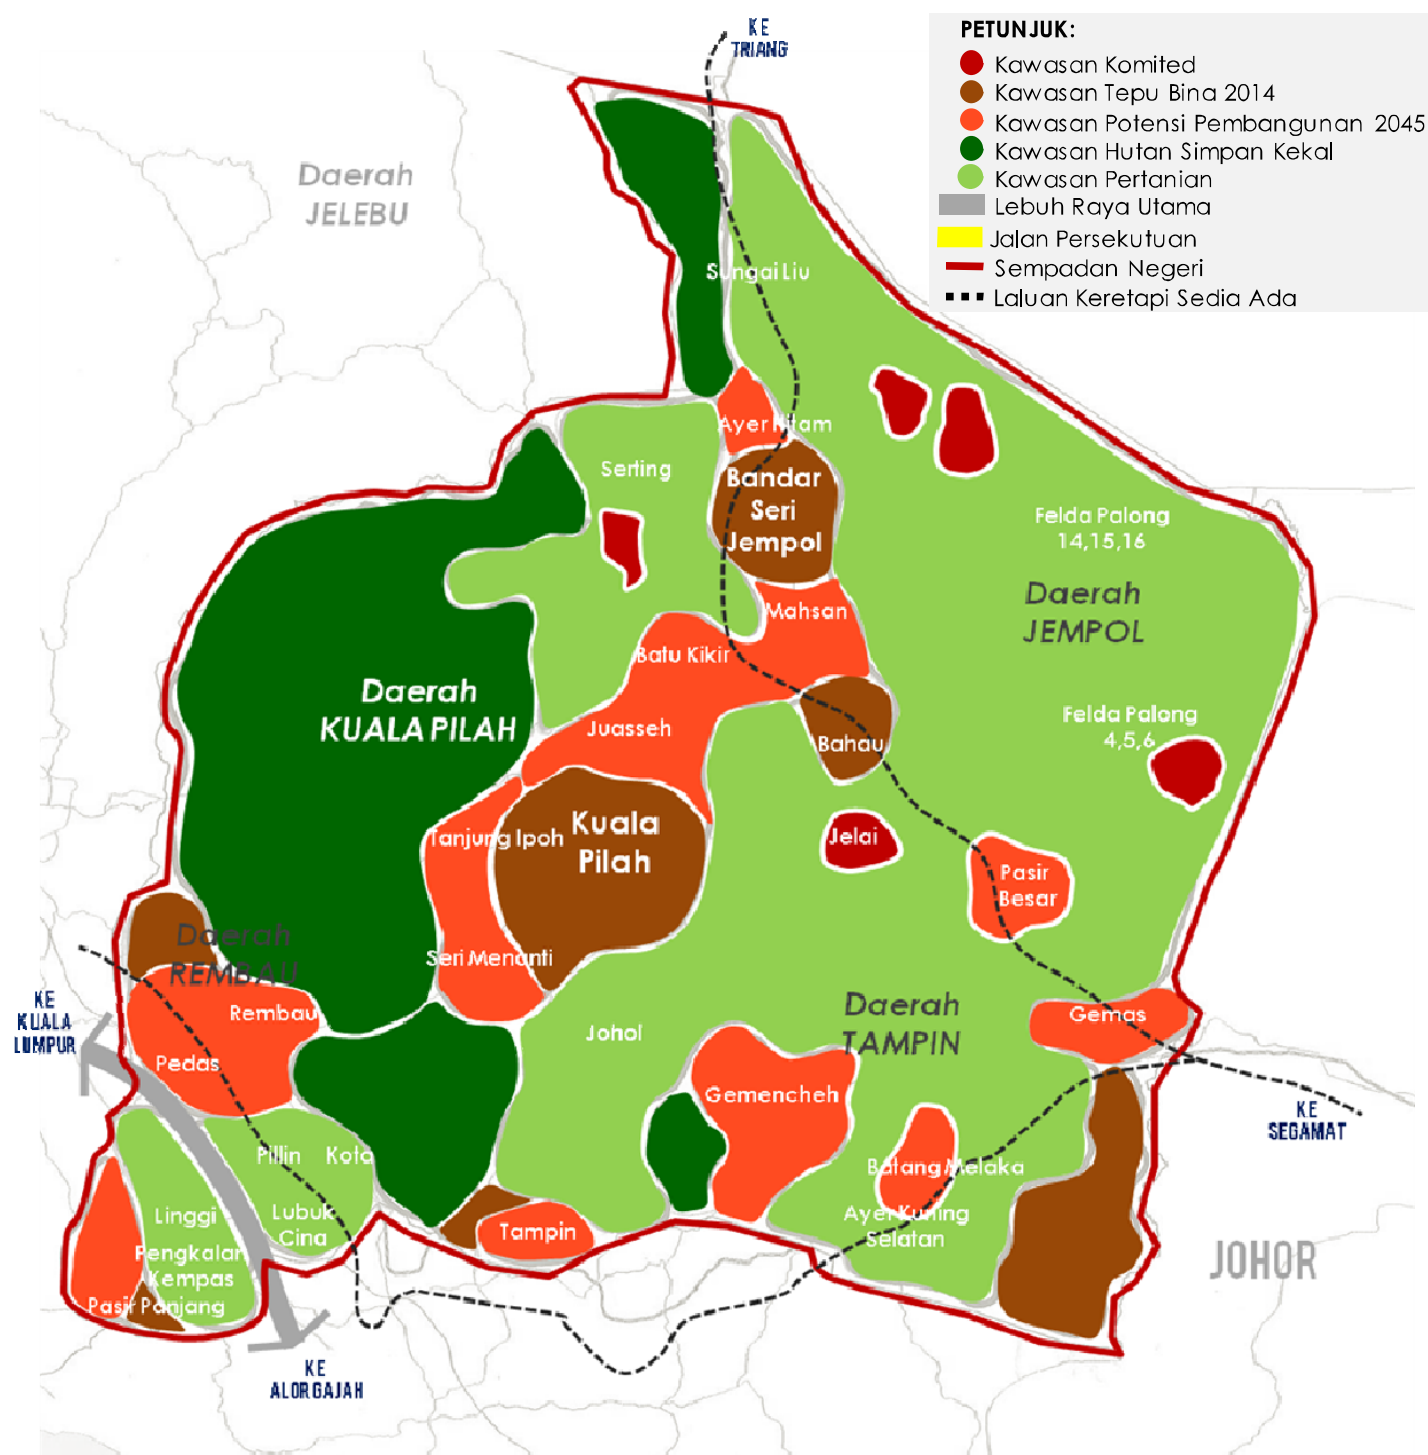 KE
TRIANG
PETUNJUK:
Kawasan Komited
Kawasan Tepu Bina 2014
Kawasan Potensi Pembangunan 2045
Kawasan Hutan Simpan Kekal
Kawasan Pertanian
Lebuh Raya Utama
Jalan Persekutuan
Sempadan Negeri
Laluan Keretapi Sedia Ada
Daerah
JELEBU
Sungai Liu
Ayer Hitam
Serting
Bandar
Seri
Jempol
Felda Palong
14,15,16
Daerah
JEMPOL
Mahsan
Batu Kikir
Daerah
KUALA PILAH
Juasseh
Felda Palong
4,5,6
Bahau
Tanjung Ipoh
Kuala
Pilah
Jelai
Pasir
Besar
Daerah
REMBAU
Seri Menanti
KE
KUALA
LUMPUR
Rembau
Pedas
Johol
Daerah
TAMPIN
Gemas
Gemencheh
KE
SEGAMAT
Pillin
Kota
Batang Melaka
Linggi
Lubuk
Cina
Ayer Kuning
Selatan
Tampin
Pengkalan
Kempas
Pasir Panjang
JOHOR
KE
ALORGAJAH